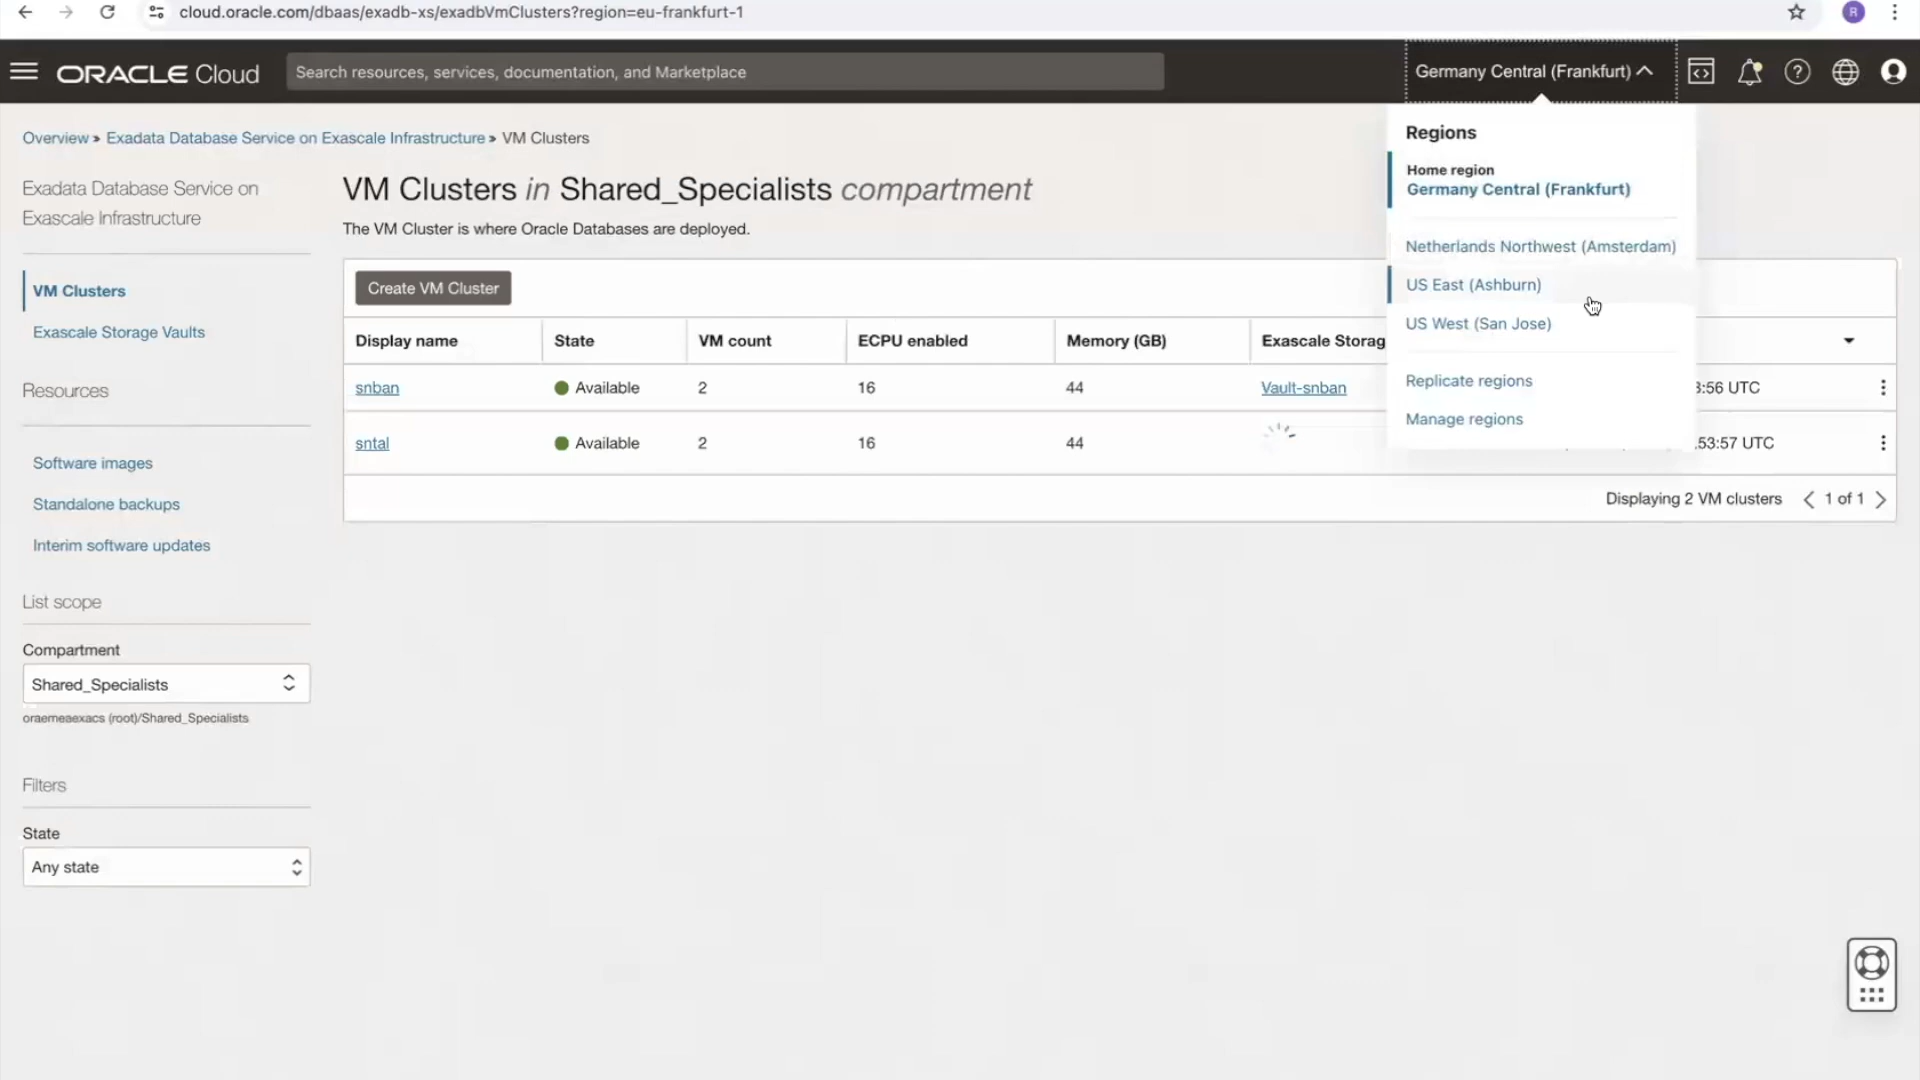 cloud.oracle.com/dbaas/exadb-xs/exadbVmClusters?region=eu-frankfurt-1
R
ORACLE Cloud
Search resources, services, documentation, and Marketplace
Germany Central (Frankfurt)
Overview » Exadata Database Service on Exascale Infrastructure » VM Clusters
Exadata Database Service on
Exascale Infrastructure
VM Clusters
Exascale Storage Vaults
Resources
Software images
Standalone backups
Interim software updates
List scope
Compartment
Shared_Specialists
oraemeaexacs (root)/Shared_Specialists
Filters
State
Any state
VM Clusters in Shared_Specialists compartment
The VM Cluster is where Oracle Databases are deployed.
Create VM Cluster
Display name State VM count ECPU enabled Memory (GB) Exascale Storag
snban Available 2 16 44 Vault-snban 3:56 UTC
sntal Available 2 16 44 53:57 UTC
Displaying 2 VM clusters 1 of 1
Regions
Home region
Germany Central (Frankfurt)
Netherlands Northwest (Amsterdam)
US East (Ashburn)
US West (San Jose)
Replicate regions
Manage regions